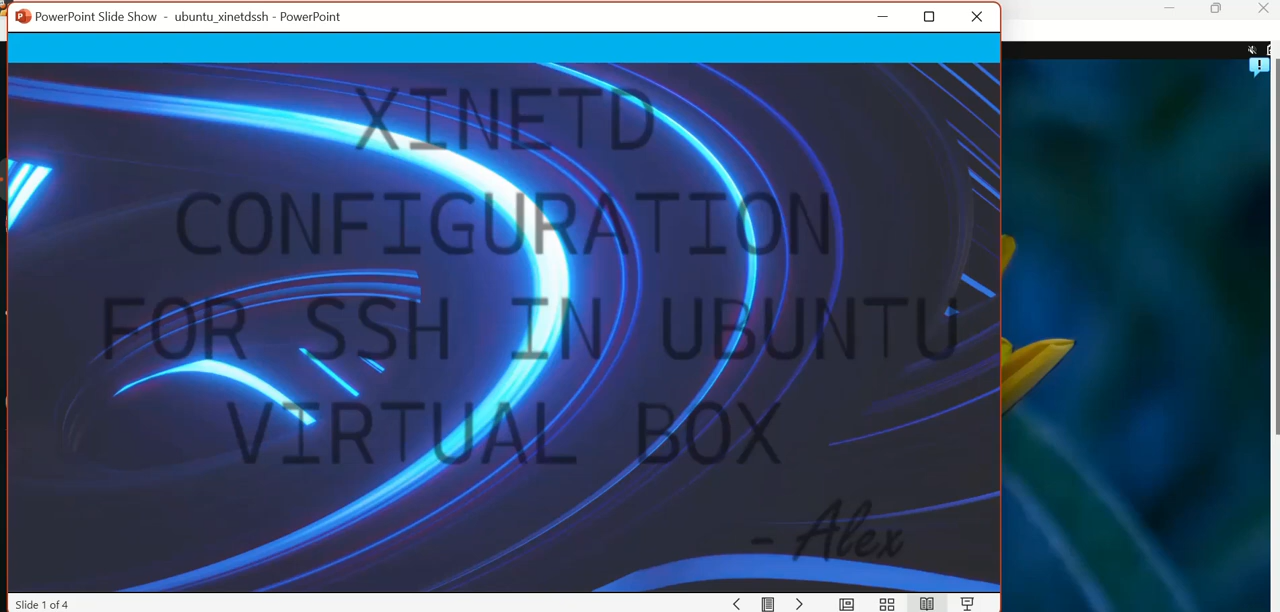 PowerPoint Slide Show - ubuntu_xinetdssh - PowerPoint
XINETD
CONFIGURATION
FOR SSH IN UBUNTU
VIRTUAL BOX
- Alex
Slide 1 of 4